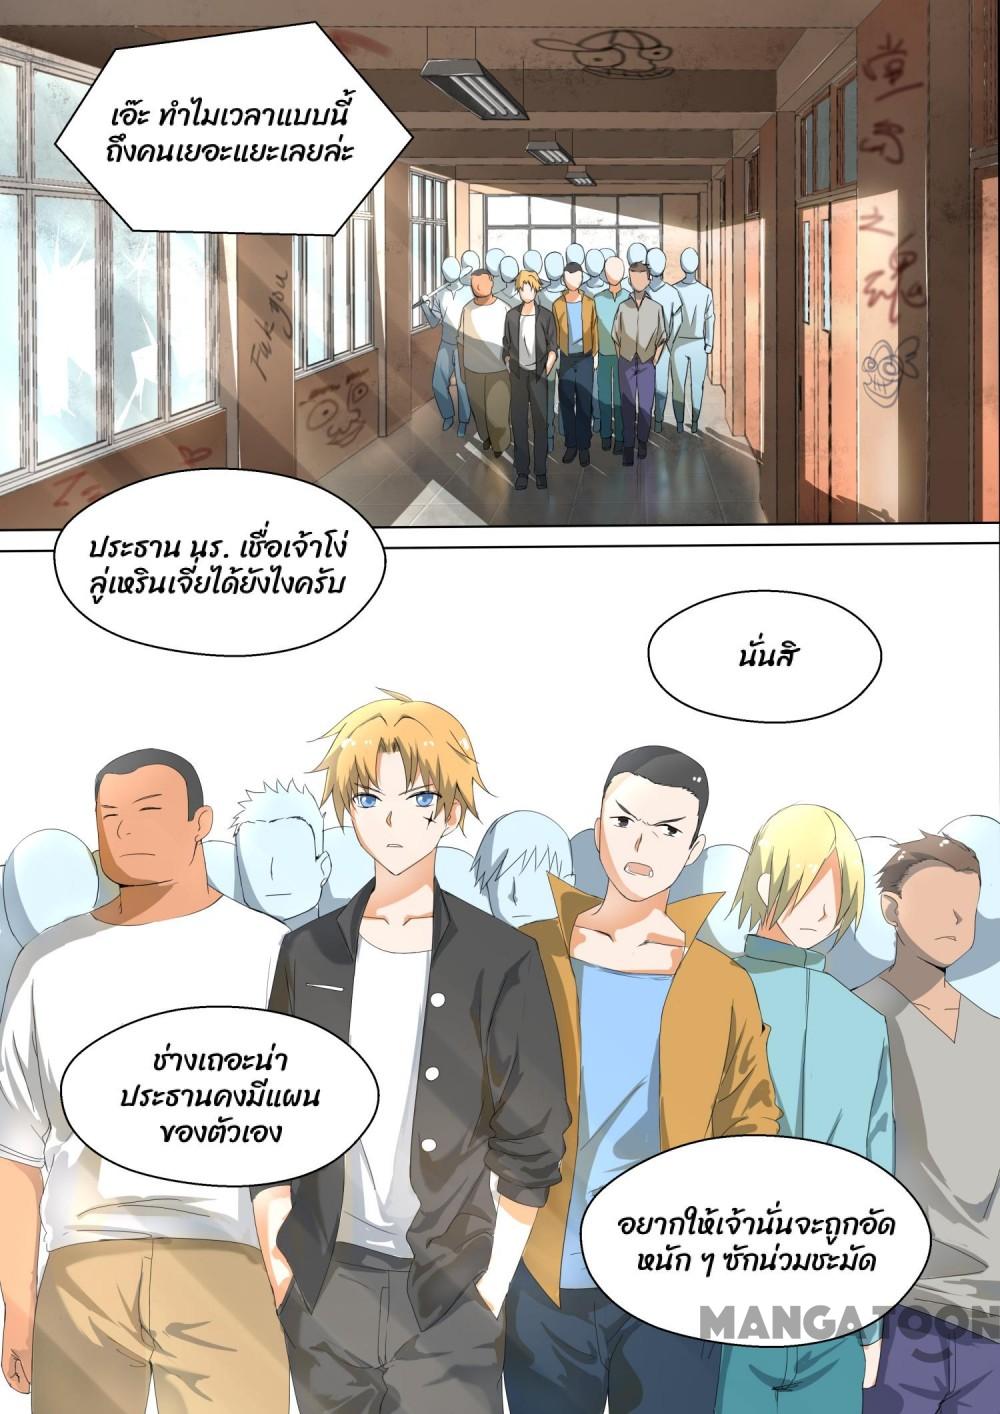 เอ๊ะ ทำไมเวลาแบบนี้
ถึงคนเยอะแยะเลยล่ะ
Fuk you
之
魂
ประธาน นร. เชื่อเจ้าโง่
ลู่เหรินเจี่ยได้ยังไงครับ
นั่นสิ
ช่างเถอะน่า
ประธานคงมีแผน
ของตัวเอง
อยากให้เจ้านั่นจะถูกอัด
หนัก ๆ ซักน่วมชะมัด
MANGATOON